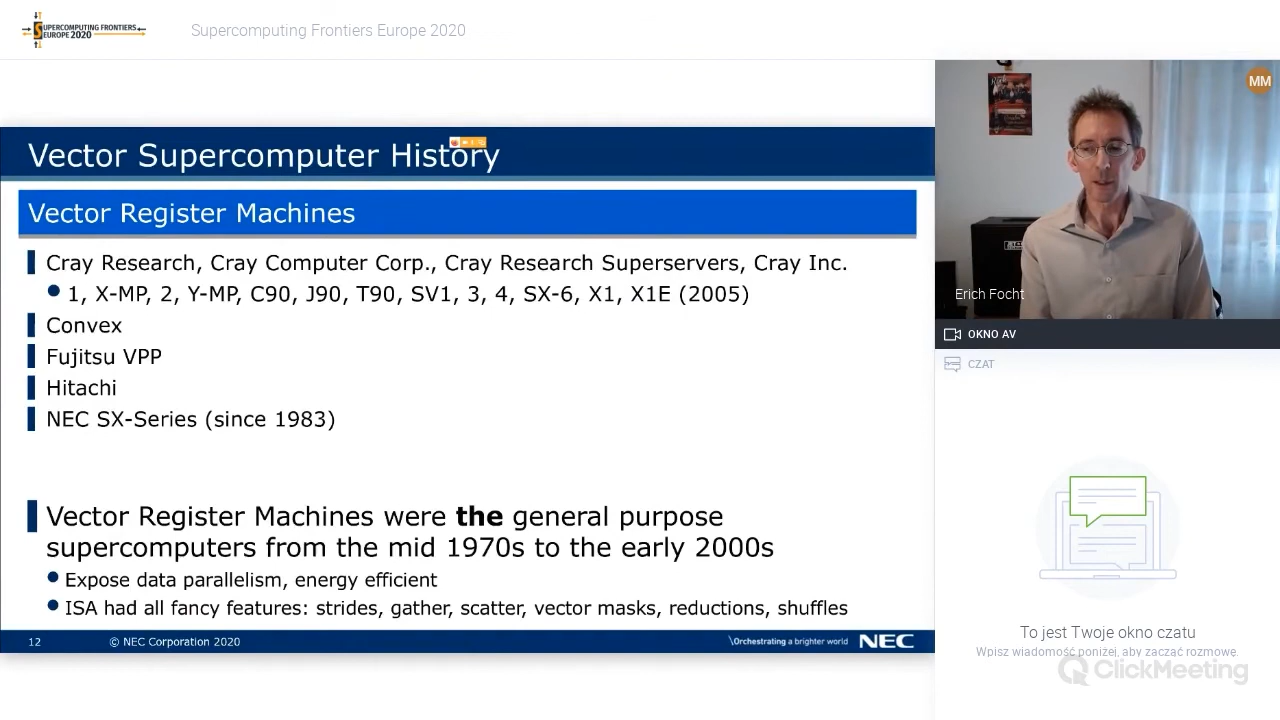 SUPERCOMPUTING FRONTIERS
EUROPE 2020
Supercomputing Frontiers Europe 2020
Vector Supercomputer History
Vector Register Machines
Cray Research, Cray Computer Corp., Cray Research Superservers, Cray Inc.
1, X-MP, 2, Y-MP, C90, J90, T90, SV1, 3, 4, SX-6, X1, X1E (2005)
Convex
Fujitsu VPP
Hitachi
NEC SX-Series (since 1983)
Vector Register Machines were the general purpose
supercomputers from the mid 1970s to the early 2000s
Expose data parallelism, energy efficient
ISA had all fancy features: strides, gather, scatter, vector masks, reductions, shuffles
12
© NEC Corporation 2020
\Orchestrating a brighter world
NEC
MM
Erich Focht
OKNO AV
CZAT
To jest Twoje okno czatu
Wpisz wiadomość poniżej, aby zacząć rozmowę.
ClickMeeting